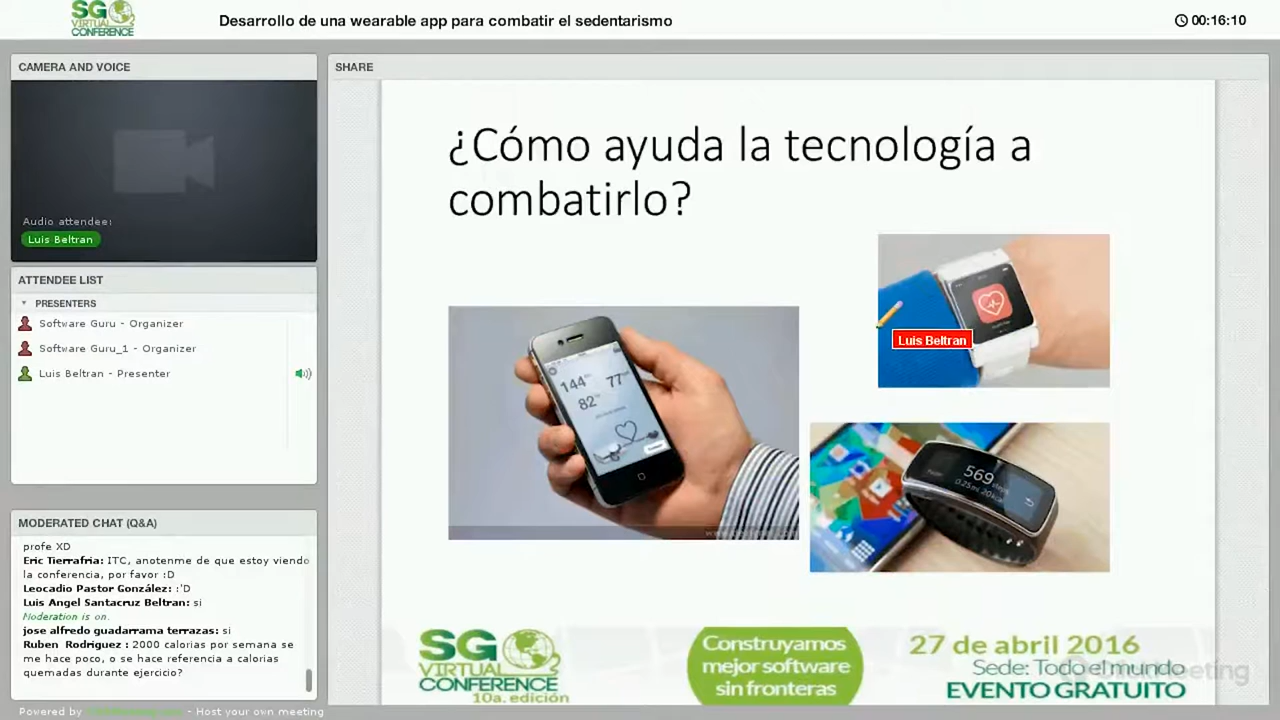 SG
VIRTUAL
CONFERENCE
Desarrollo de una wearable app para combatir el sedentarismo
00:16:10
CAMERA AND VOICE
Audio attendee:
Luis Beltran
ATTENDEE LIST
PRESENTERS
Software Guru - Organizer
Software Guru_1 - Organizer
Luis Beltran - Presenter
MODERATED CHAT (Q&A)
profe XD
Eric Tierrafria: ITC, anotenme de que estoy viendo
la conferencia, por favor :D
Leocadio Pastor González: :'D
Luis Angel Santacruz Beltran: si
Moderation is on.
jose alfredo guadarrama terrazas: si
Ruben Rodriguez : 2000 calorias por semana se
me hace poco, o se hace referencia a calorias
quemadas durante ejercicio?
Powered by
- Host your own meeting
SHARE
¿Cómo ayuda la tecnología a
combatirlo?
144
77
82
Luis Beltran
569
0.25mi
SG
VIRTUAL
CONFERENCE
10a. edición
Construyamos
mejor software
sin fronteras
27 de abril 2016
Sede: Todo el mundo
EVENTO GRATUITO